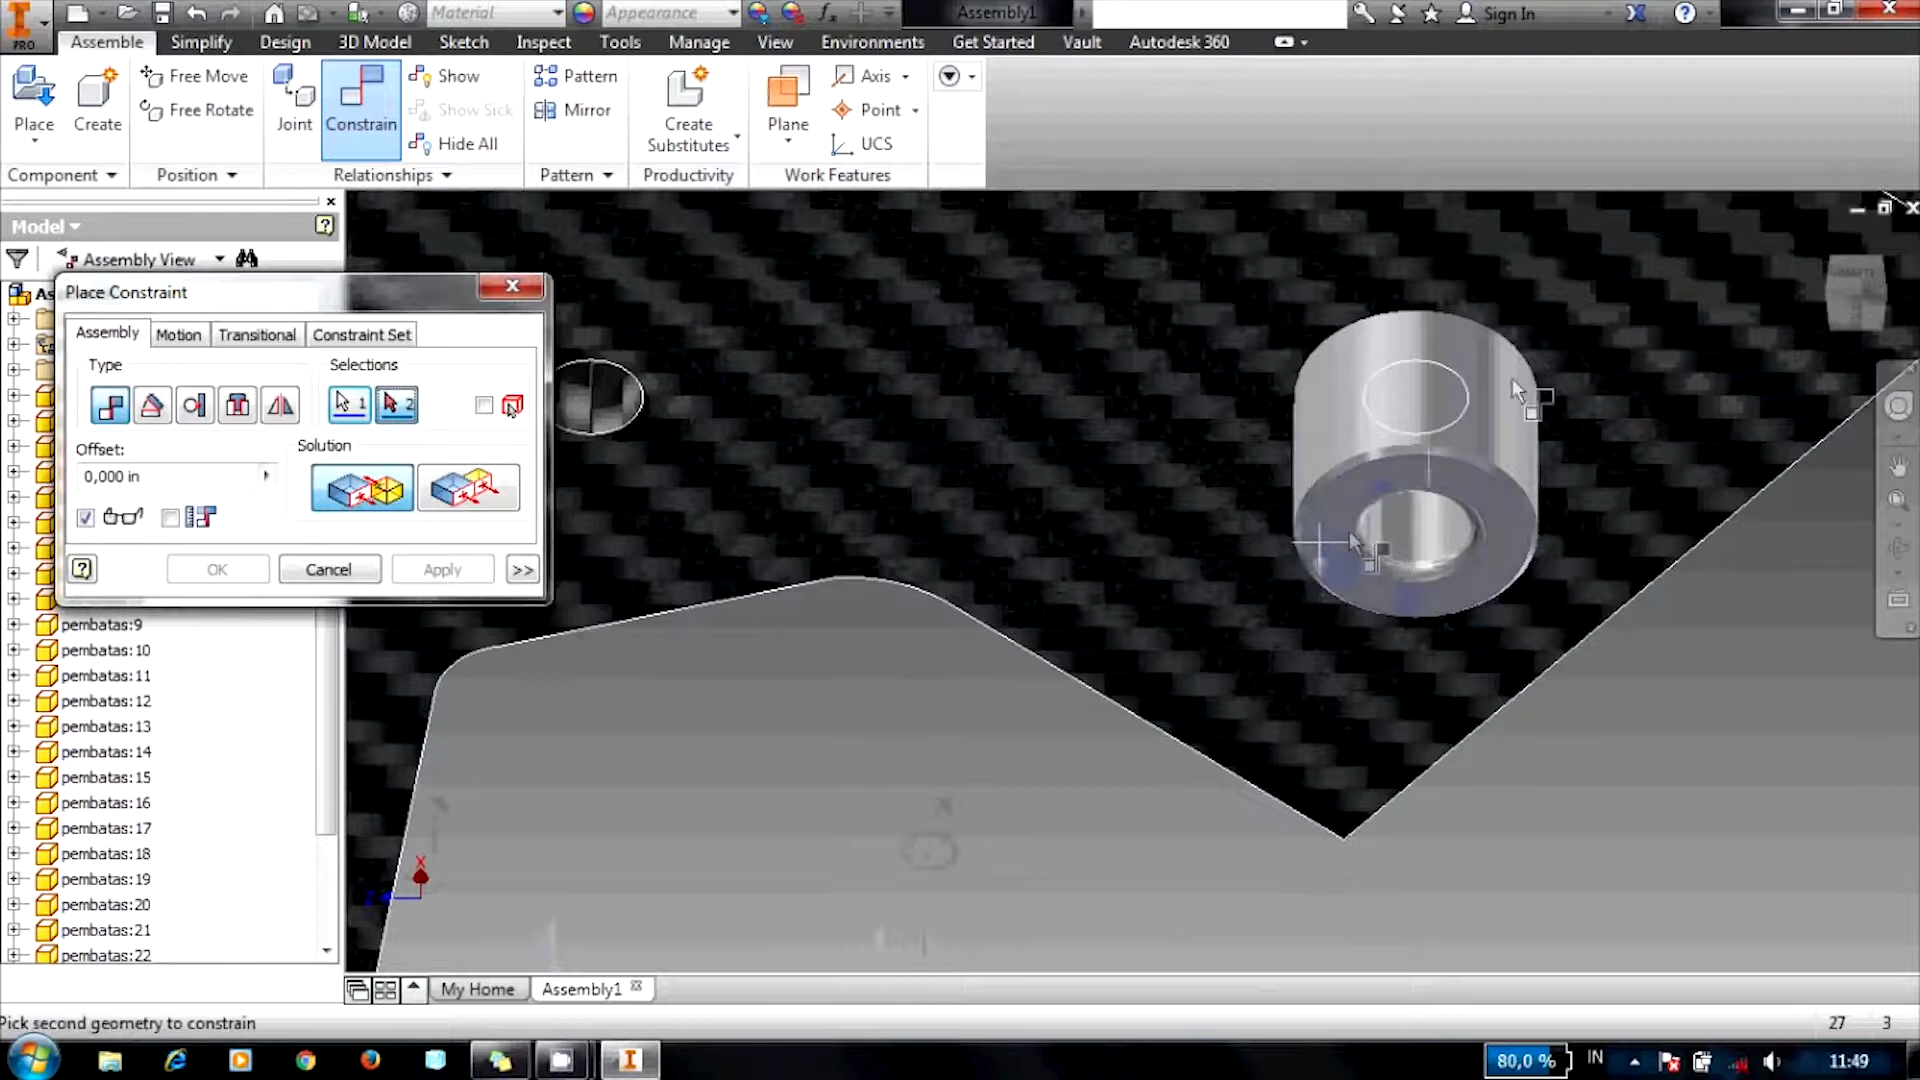 Material
Appearance
Assembly1
Sign In
PRO
Assemble
Simplify
Design
3D Model
Sketch
Inspect
Tools
Manage
View
Environments
Get Started
Vault
Autodesk 360
Place
Create
Free Move
Free Rotate
Joint
Constrain
Show
Show Sick
Hide All
Pattern
Mirror
Create
Substitutes
Plane
Axis
Point
UCS
Component
Position
Relationships
Pattern
Productivity
Work Features
Model
Assembly View
As
Place Constraint
Assembly
Motion
Transitional
Constraint Set
Type
Selections
1
2
Offset:
Solution
0,000 in
OK
Cancel
Apply
>>
pembatas:9
pembatas:10
pembatas:11
pembatas:12
pembatas:13
pembatas:14
pembatas:15
pembatas:16
pembatas:17
pembatas:18
pembatas:19
pembatas:20
pembatas:21
pembatas:22
X
Z
My Home
Assembly1
Pick second geometry to constrain
27
3
80,0 %
IN
11:49